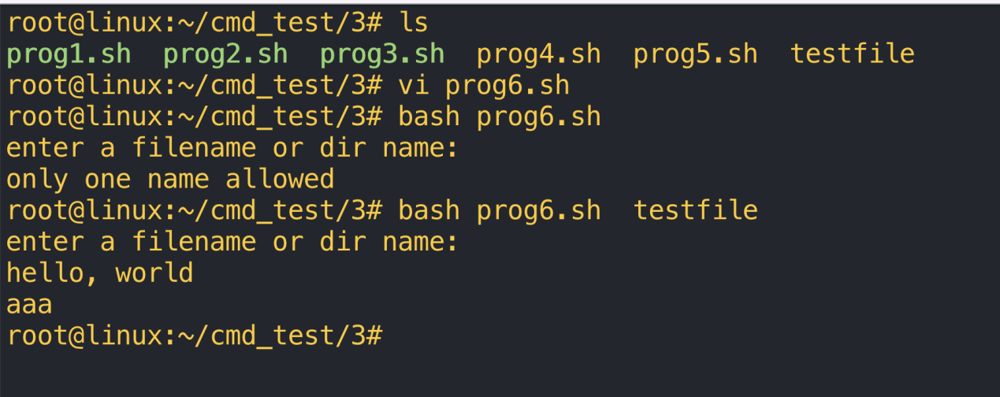 root@linux:~/cmd_test/3# ls
prog1.sh  prog2.sh  prog3.sh  prog4.sh  prog5.sh  testfile
root@linux:~/cmd_test/3# vi prog6.sh
root@linux:~/cmd_test/3# bash prog6.sh
enter a filename or dir name:
only one name allowed
root@linux:~/cmd_test/3# bash prog6.sh  testfile
enter a filename or dir name:
hello, world
aaa
root@linux:~/cmd_test/3#